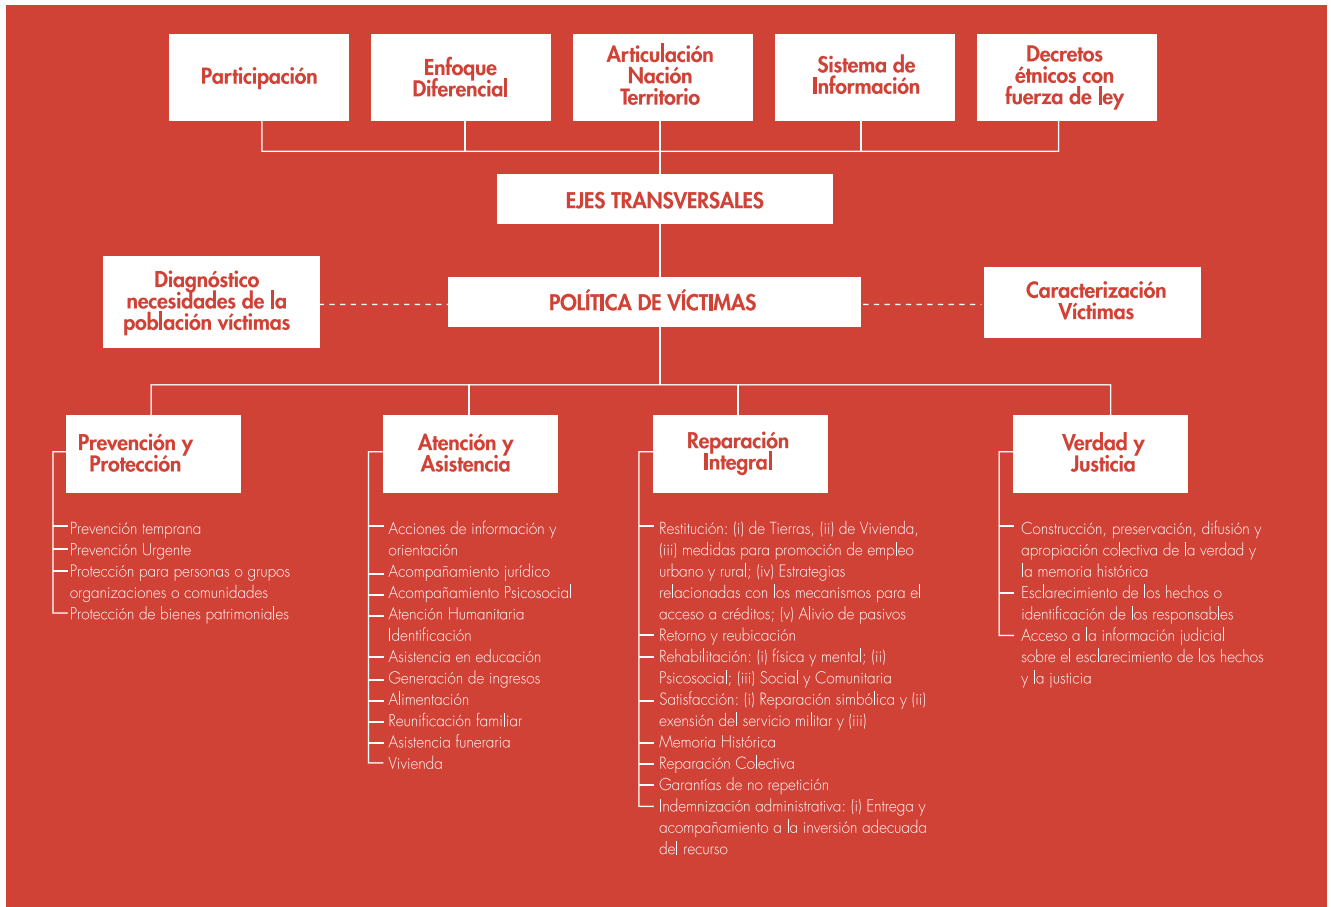 Participación
Enfoque
Diferencial
Articulación
Nación
Territorio
Sistema de
Información
Decretos
étnicos con
fuerza de ley
EJES TRANSVERSALES
Diagnóstico
necesidades de la
población víctimas
POLÍTICA DE VÍCTIMAS
Caracterización
Víctimas
Prevención y
Protección
Prevención temprana
Prevención Urgente
Protección para personas o grupos
organizaciones o comunidades
Protección de bienes patrimoniales
Atención y
Asistencia
Acciones de información y
orientación
Acompañamiento jurídico
Acompañamiento Psicosocial
Atención Humanitaria
Identificación
Asistencia en educación
Generación de ingresos
Alimentación
Reunificación familiar
Asistencia funeraria
Vivienda
Reparación
Integral
Restitución: (i) de Tierras, (ii) de Vivienda,
(iii) medidas para promoción de empleo
urbano y rural; (iv) Estrategias
relacionadas con los mecanismos para el
acceso a créditos; (v) Alivio de pasivos
Retorno y reubicación
Rehabilitación: (i) física y mental; (ii)
Psicosocial; (iii) Social y Comunitaria
Satisfacción: (i) Reparación simbólica y (ii)
exensión del servicio militar y (iii)
Memoria Histórica
Reparación Colectiva
Garantías de no repetición
Indemnización administrativa: (i) Entrega y
acompañamiento a la inversión adecuada
del recurso
Verdad y
Justicia
Construcción, preservación, difusión y
apropiación colectiva de la verdad y
la memoria histórica
Esclarecimiento de los hechos o
identificación de los responsables
Acceso a la información judicial
sobre el esclarecimiento de los hechos
y la justicia